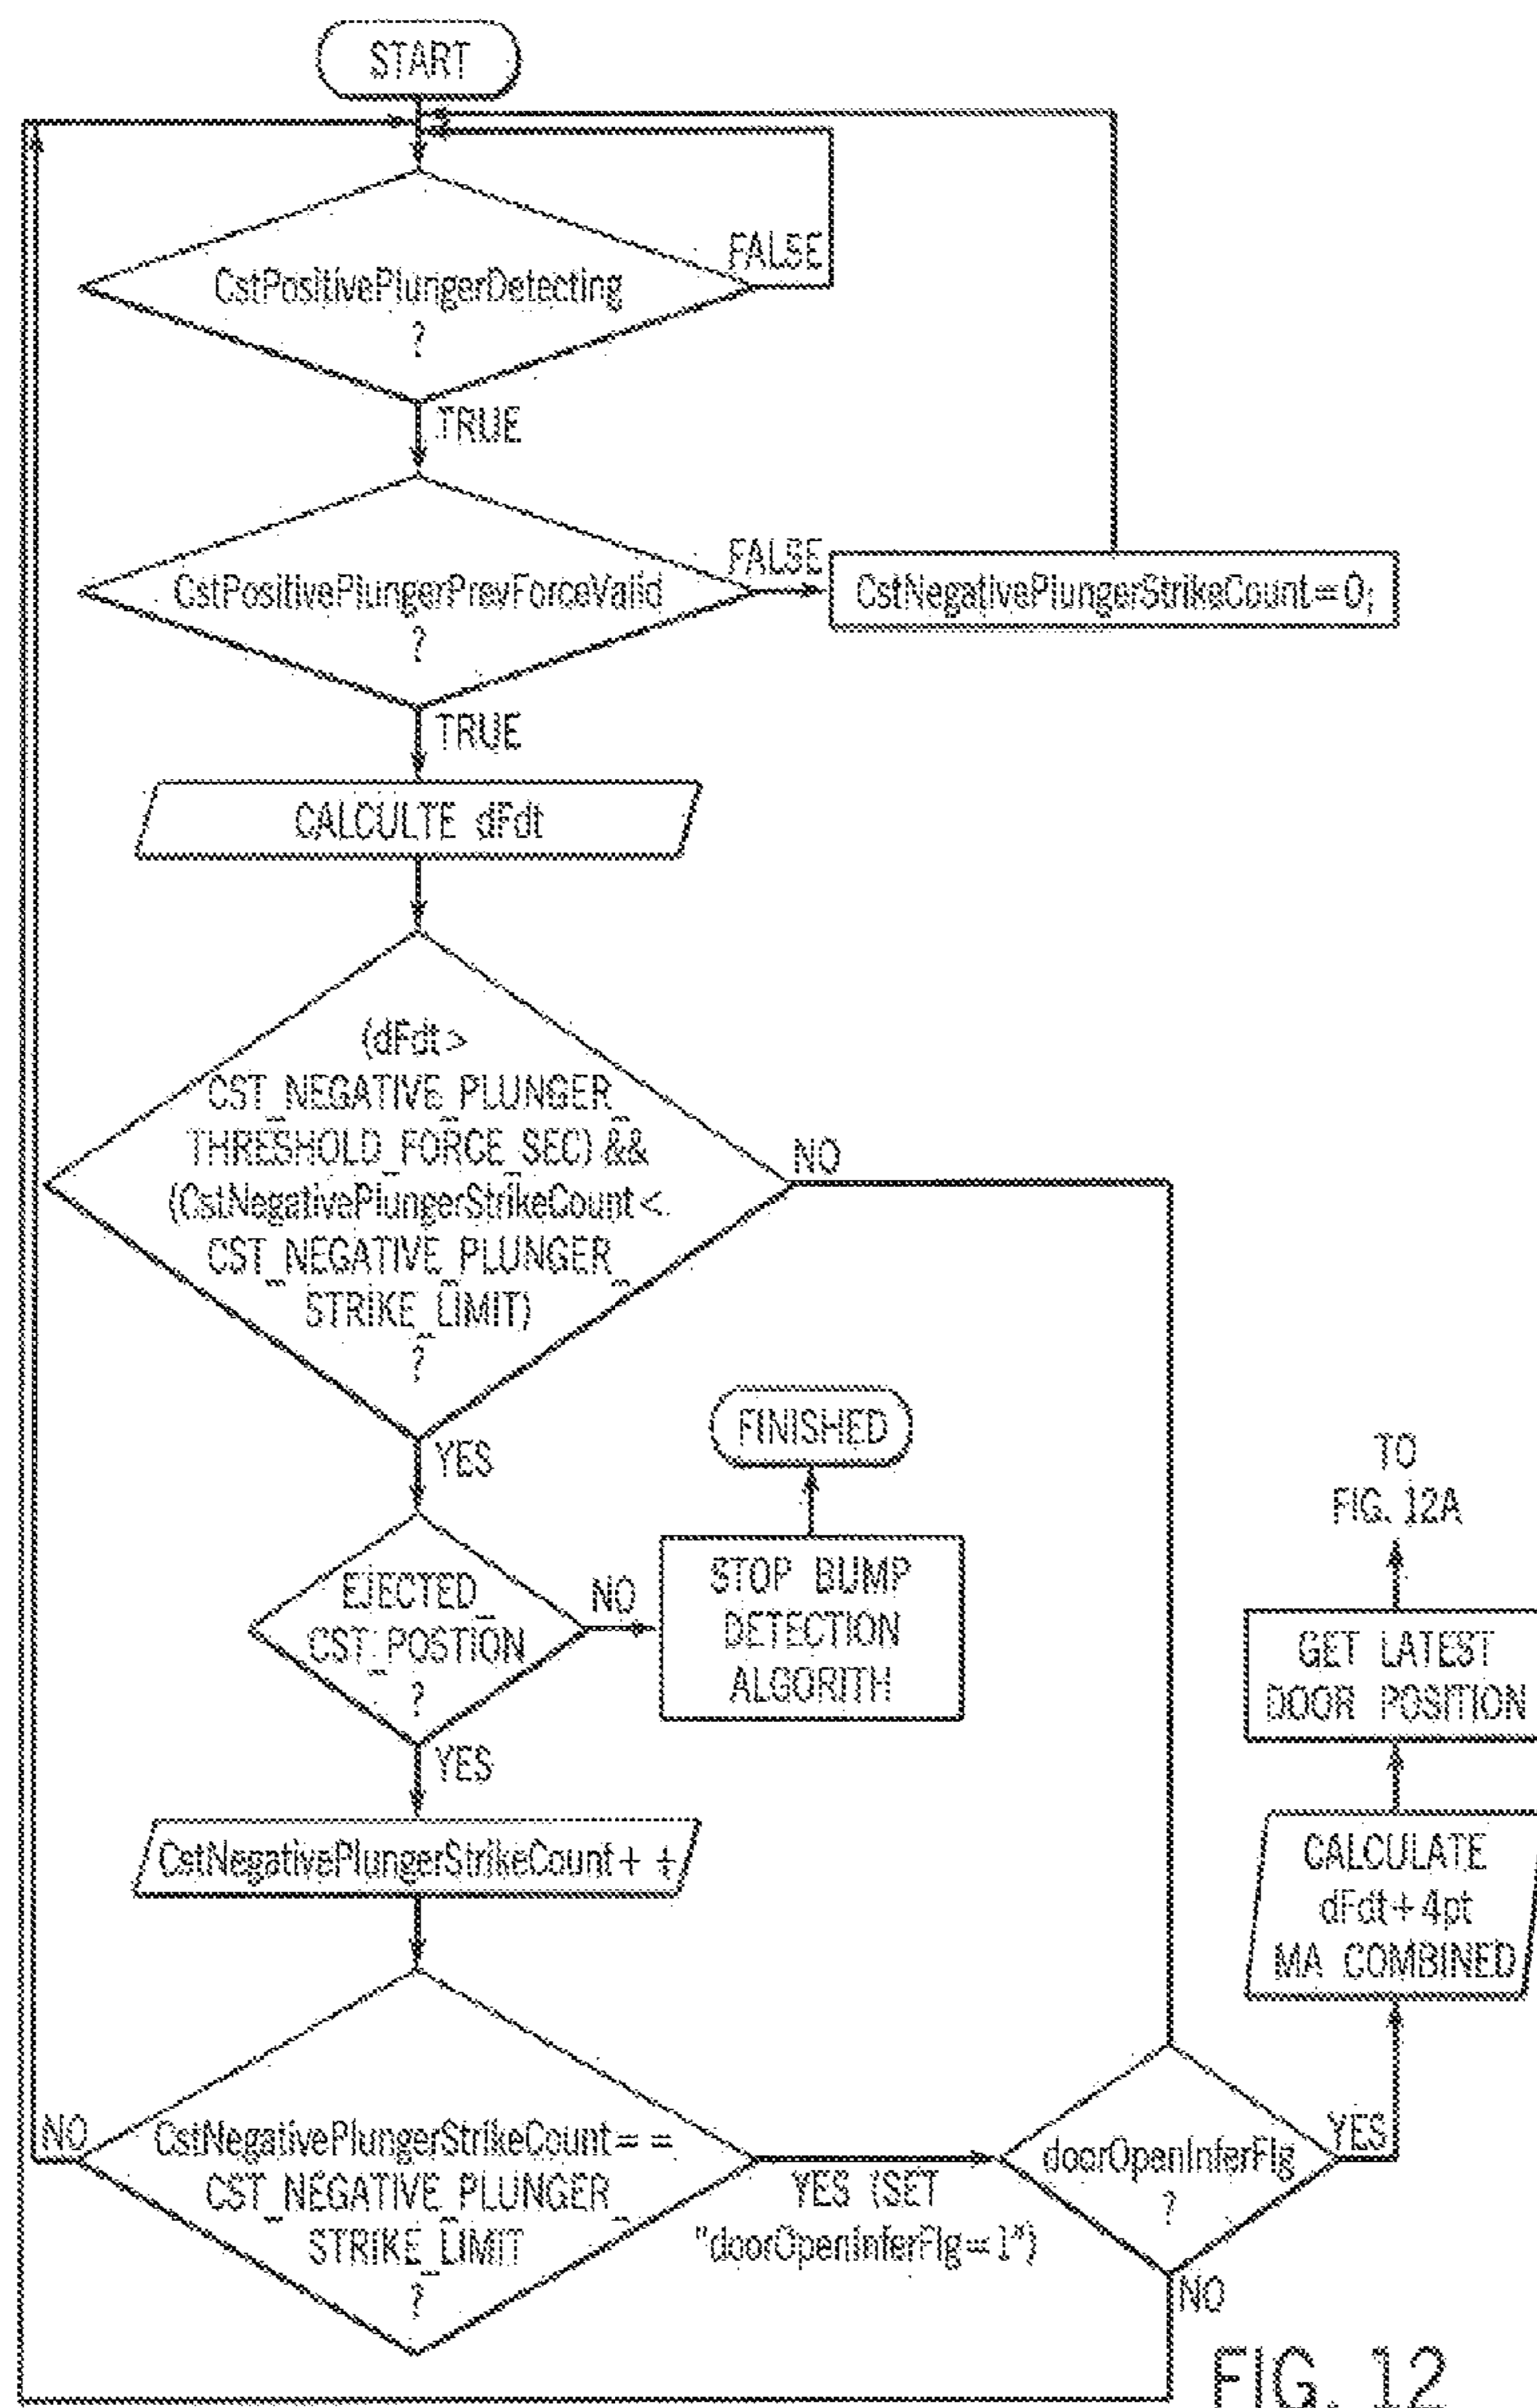 START
CstPositivePlungerDetecting
?
FALSE
TRUE
CstPositivePlungerPrevForceValid
?
FALSE
CstNegativePlungerStrikeCount=0;
TRUE
CALCULTE dFdt
(dFdt>
CST_NEGATIVE_PLUNGER_
THRESHOLD_FORCE_SEC) &&
(CstNegativePlungerStrikeCount<
CST_NEGATIVE_PLUNGER_
STRIKE_LIMIT)
?
NO
YES
FINISHED
EJECTED_
CST_POSTION
?
NO
STOP BUMP
DETECTION
ALGORITH
YES
TO
FIG. 12A
GET LATEST
DOOR POSITION
CstNegativePlungerStrikeCount++
CALCULATE
dFdt+4pt
MA COMBINED
NO
CstNegativePlungerStrikeCount==
CST_NEGATIVE_PLUNGER_
STRIKE_LIMIT
?
YES (SET
"doorOpenInferFlg=1")
doorOpenInferFlg
?
YES
NO
FIG. 12